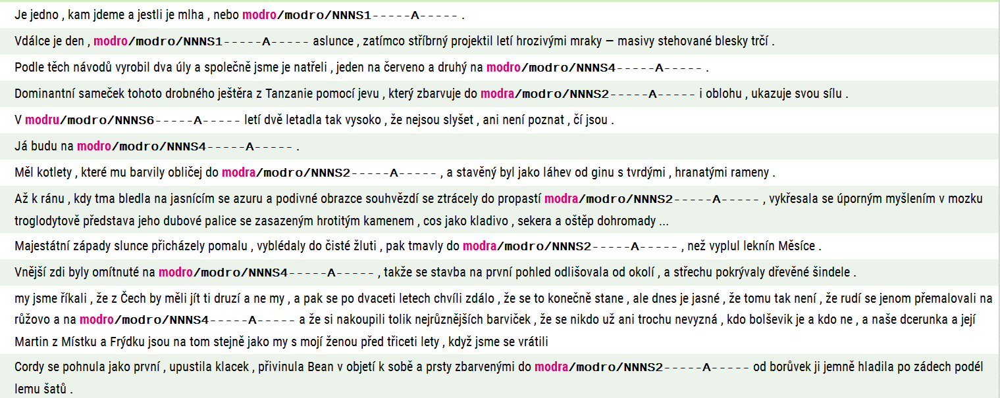 Je jedno , kam jdeme a jestli je mlha , nebo modro/modro/NNNS1-----A----- .
Vdálce je den , modro/modro/NNNS1-----A----- aslunce , zatímco stříbrný projektil letí hrozivými mraky — masivy stehované blesky trčí .
Podle těch návodů vyrobil dva úly a společně jsme je natřeli , jeden na červeno a druhý na modro/modro/NNNS4-----A----- .
Dominantní sameček tohoto drobného ještěra z Tanzanie pomocí jevu , který zbarvuje do modra/modro/NNNS2-----A----- i oblohu , ukazuje svou sílu .
V modru/modro/NNNS6-----A----- letí dvě letadla tak vysoko , že nejsou slyšet , ani není poznat , čí jsou .
Já budu na modro/modro/NNNS4-----A----- .
Měl kotlety , které mu barvily obličej do modra/modro/NNNS2-----A----- , a stavěný byl jako láhev od ginu s tvrdými , hranatými rameny .
Až k ránu , kdy tma bledla na jasnícím se azuru a podivné obrazce souhvězdí se ztrácely do propastí modra/modro/NNNS2-----A----- , vykřesala se úporným myšlením v mozku
troglodytově představa jeho dubové palice se zasazeným hrotitým kamenem , cos jako kladivo , sekera a oštěp dohromady ...
Majestátní západy slunce přicházely pomalu , vyblédaly do čisté žluti , pak tmavly do modra/modro/NNNS2-----A----- , než vyplul leknín Měsíce .
Vnější zdi byly omítnuté na modro/modro/NNNS4-----A----- , takže se stavba na první pohled odlišovala od okolí , a střechu pokrývaly dřevěné šindele .
my jsme říkali , že z Čech by měli jít ti druzí a ne my , a pak se po dvaceti letech chvíli zdálo , že se to konečně stane , ale dnes je jasné , že tomu tak není , že rudí se jenom přemalovali na
růžovo a na modro/modro/NNNS4-----A----- a že si nakoupili tolik nejrůznějších barviček , že se nikdo už ani trochu nevyzná , kdo bolševik je a kdo ne , a naše dcerunka a její
Martin z Místku a Frýdku jsou na tom stejně jako my s mojí ženou před třiceti lety , když jsme se vrátili
Cordy se pohnula jako první , upustila klacek , přivinula Bean v objetí k sobě a prsty zbarvenými do modra/modro/NNNS2-----A----- od borůvek ji jemně hladila po zádech podél
lemu šatů .